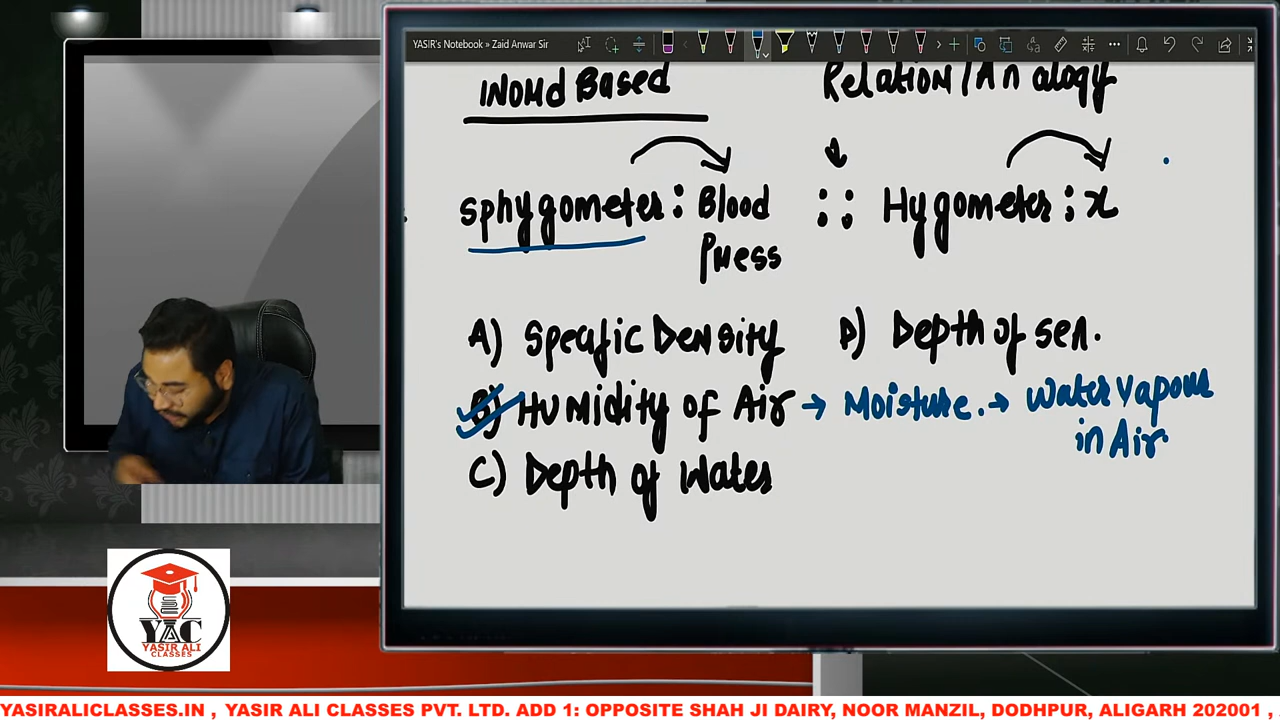 YASIR's Notebook » Zaid Anwar Sir
Word Based Relation/Analogy
Sphygometer : Blood Press :: Hygometer : x
A) Specific Density
D) Depth of sea.
B) Humidity of Air → Moisture. → Water Vapour in Air
C) Depth of Water
YAC
YASIR ALI
CLASSES
YASIRALICLASSES.IN , YASIR ALI CLASSES PVT. LTD. ADD 1: OPPOSITE SHAH JI DAIRY, NOOR MANZIL, DODHPUR, ALIGARH 202001 ,